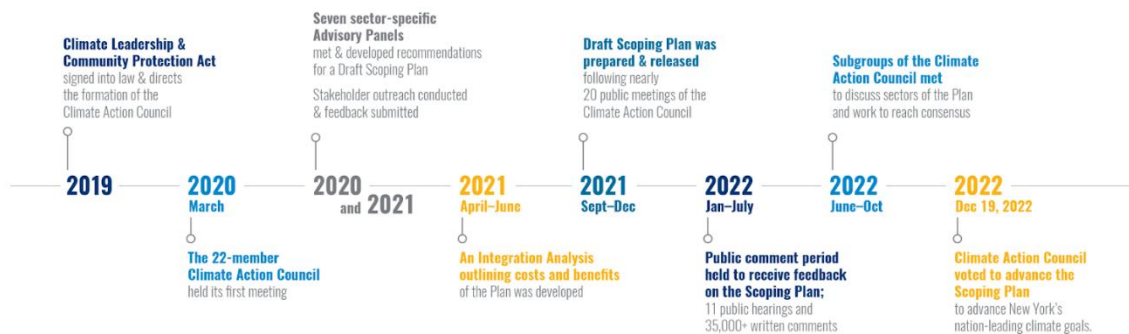 Climate Leadership &
Community Protection Act
signed into law & directs
the formation of the
Climate Action Council
2019
2020
March
The 22-member
Climate Action Council
held its first meeting
Seven sector-specific
Advisory Panels
met & developed recommendations
for a Draft Scoping Plan
Stakeholder outreach conducted
& feedback submitted
2020
and 2021
2021
April–June
An Integration Analysis
outlining costs and benefits
of the Plan was developed
Draft Scoping Plan was
prepared & released
following nearly
20 public meetings of the
Climate Action Council
2021
Sept–Dec
2022
Jan–July
Public comment period
held to receive feedback
on the Scoping Plan;
11 public hearings and
35,000+ written comments
Subgroups of the Climate
Action Council met
to discuss sectors of the Plan
and work to reach consensus
2022
June–Oct
2022
Dec 19, 2022
Climate Action Council
voted to advance the
Scoping Plan
to advance New York's
nation-leading climate goals.